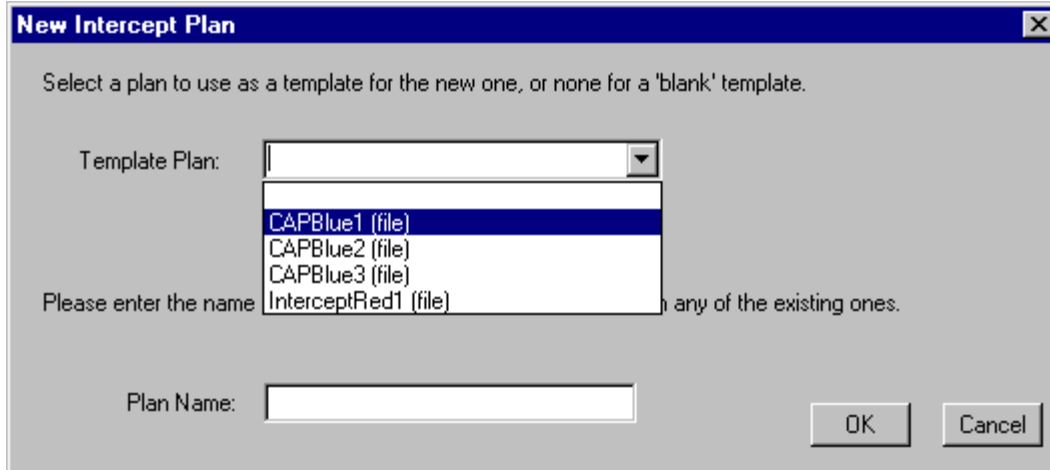 New Intercept Plan
Select a plan to use as a template for the new one, or none for a 'blank' template.
Template Plan:
CAPBlue1 (file)
CAPBlue2 (file)
CAPBlue3 (file)
InterceptRed1 (file)
Please enter the name any of the existing ones.
Plan Name:
OK Cancel